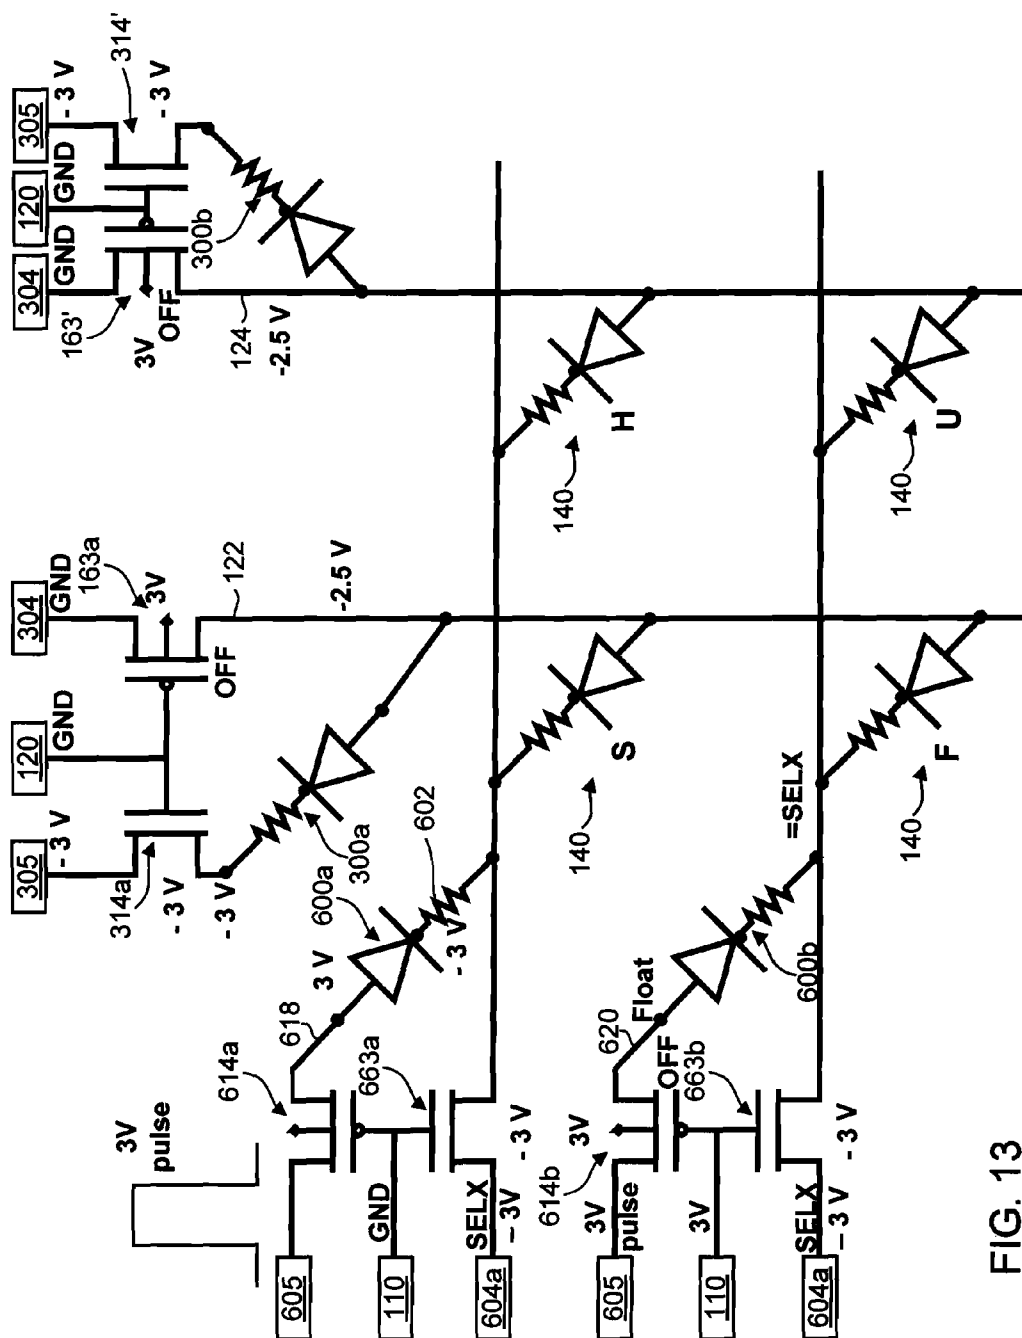 305
- 3 V
120
GND
304
GND
304
GND
120
GND
305
- 3 V
314a
- 3 V
- 3 V
163a
3V
OFF
122
-2.5 V
163'
3V
OFF
124
-2.5 V
314'
- 3 V
300b
300a
3V
pulse
614a
618
3 V
600a
602
- 3 V
663a
605
110
GND
604a
SELX
– 3V
- 3 V
140
S
140
H
614b
3V
620
Float
OFF
663b
600b
=SELX
605
3V
pulse
110
3V
604a
SELX
– 3 V
- 3 V
140
F
140
U
FIG. 13